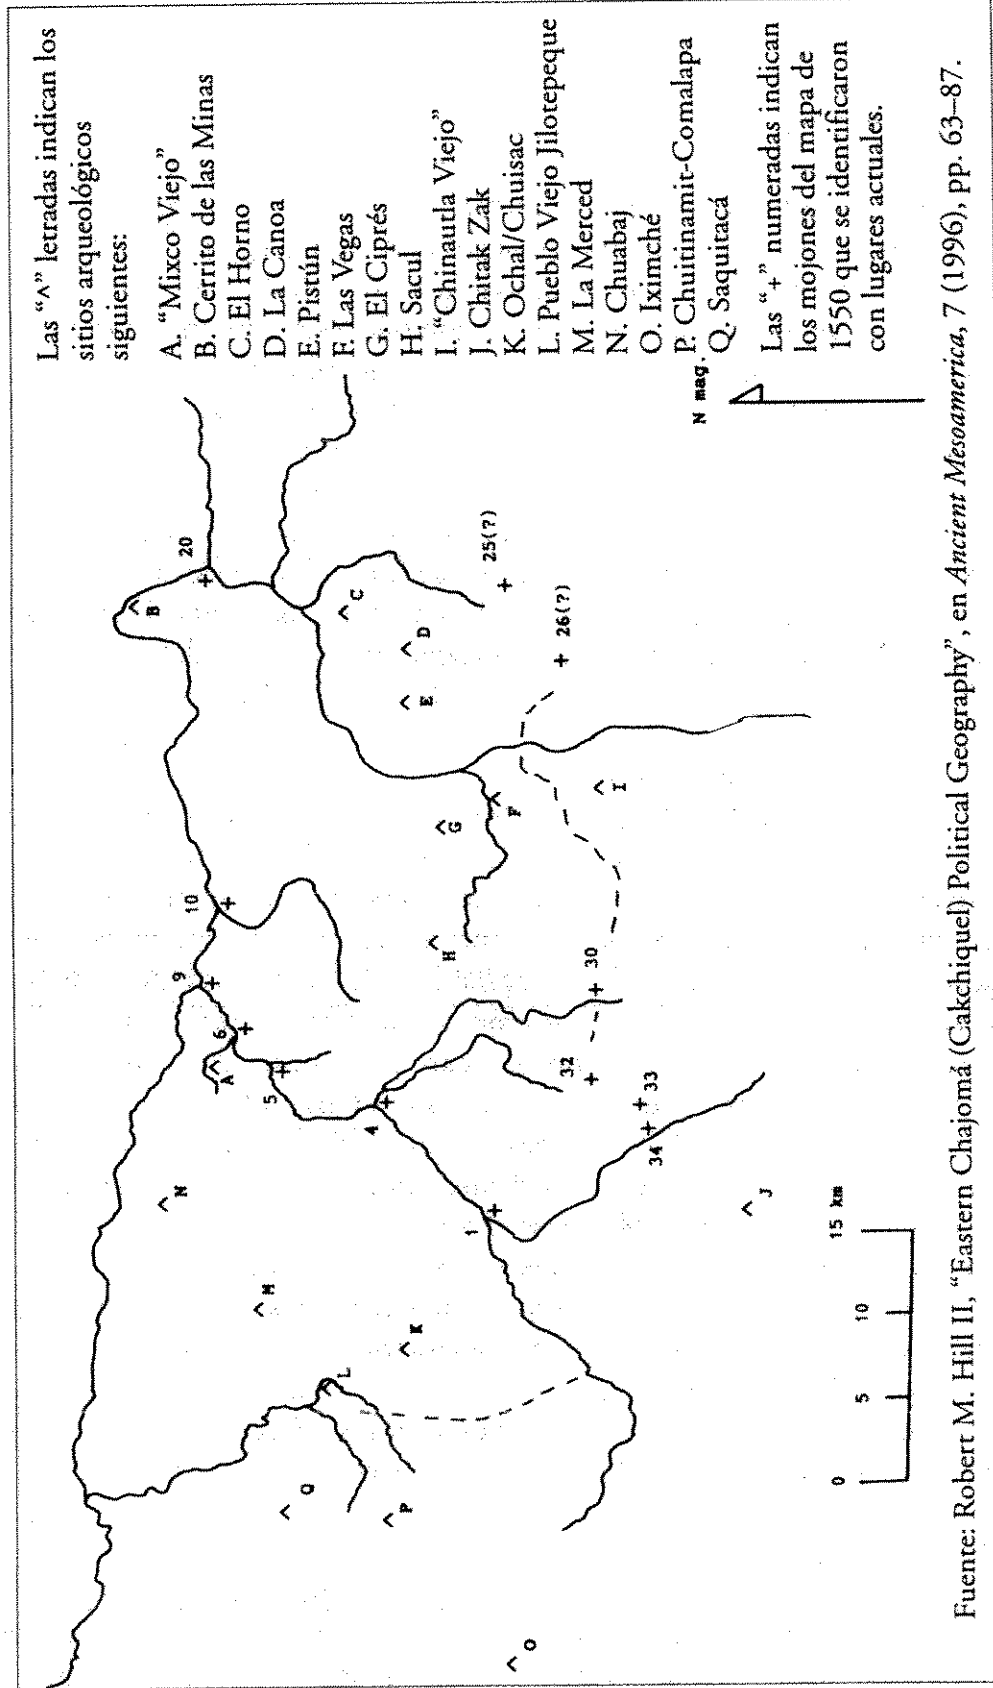 Las “^” letradas indican los
sitios arqueológicos
siguientes:
A. “Mixco Viejo”
B. Cerrito de las Minas
C. El Horno
D. La Canoa
E. Pistún
F. Las Vegas
G. El Ciprés
H. Sacul
I. “Chinautla Viejo”
J. Chitak Zak
K. Ochal/Chuisac
L. Pueblo Viejo Jilotepeque
M. La Merced
N. Chuabaj
O. Iximché
P. Chuitinamit-Comalapa
Q. Saquitacá
Las “+” numeradas indican
los mojones del mapa de
1550 que se identificaron
con lugares actuales.
N mag.
20
B
10
9
6
A
5
C
25(?)
D
E
26(?)
4
N
G
F
H
I
30
32
33
34
1
M
K
L
J
Q
P
O
0
5
10
15 km
Fuente: Robert M. Hill II, “Eastern Chajomá (Cakchiquel) Political Geography”, en Ancient Mesoamerica, 7 (1996), pp. 63–87.